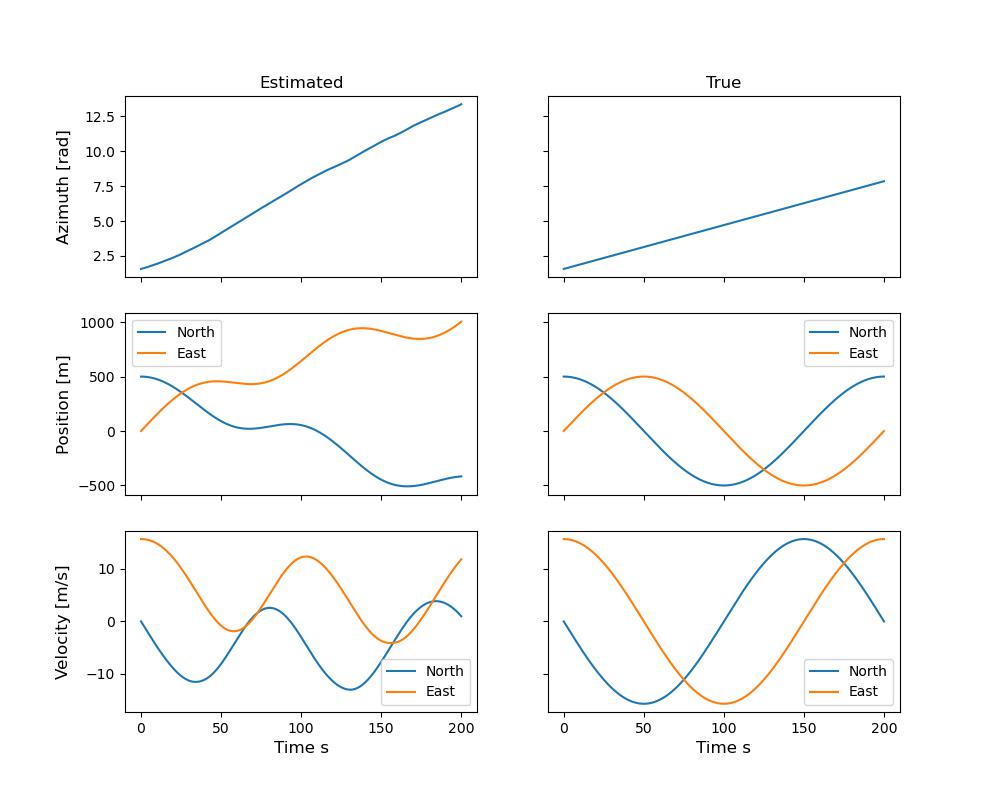 Estimated
True
Azimuth [rad]
12.5
10.0
7.5
5.0
2.5
Position [m]
1000
500
0
−500
North
East
North
East
Velocity [m/s]
10
0
−10
North
East
North
East
0 50 100 150 200
0 50 100 150 200
Time s
Time s